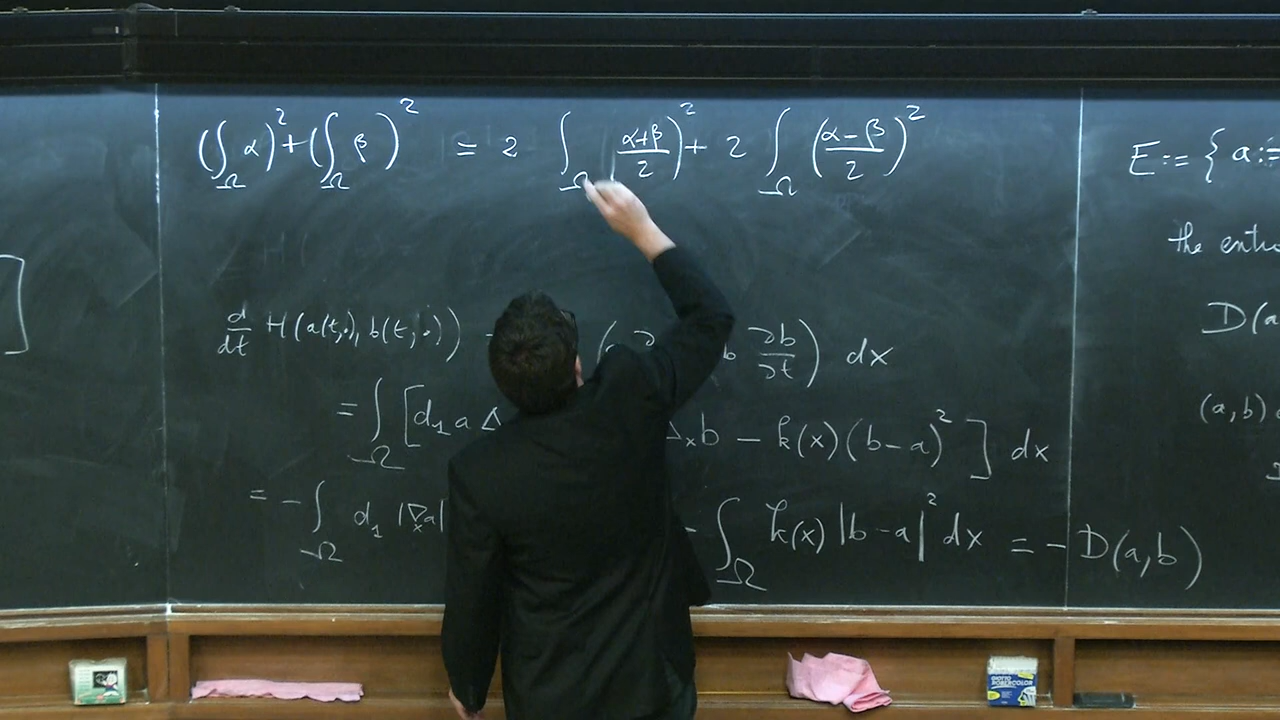 (∫_Ω α)² + (∫_Ω β)² = 2 ∫_Ω (α+β)/2)² + 2 ∫_Ω ((α−β)/2)²
E := { a :=
the entro
d/dt H(a(t,·), b(t,·)) ( ∂ b ∂b/∂t ) dx
D(a
= ∫_Ω [d₁ a Δ Δₓb − k(x)(b−a)²] dx
(a,b)
= − ∫_Ω d₁ |∇ₓa| − ∫_Ω k(x) |b−a|² dx = − D(a,b)